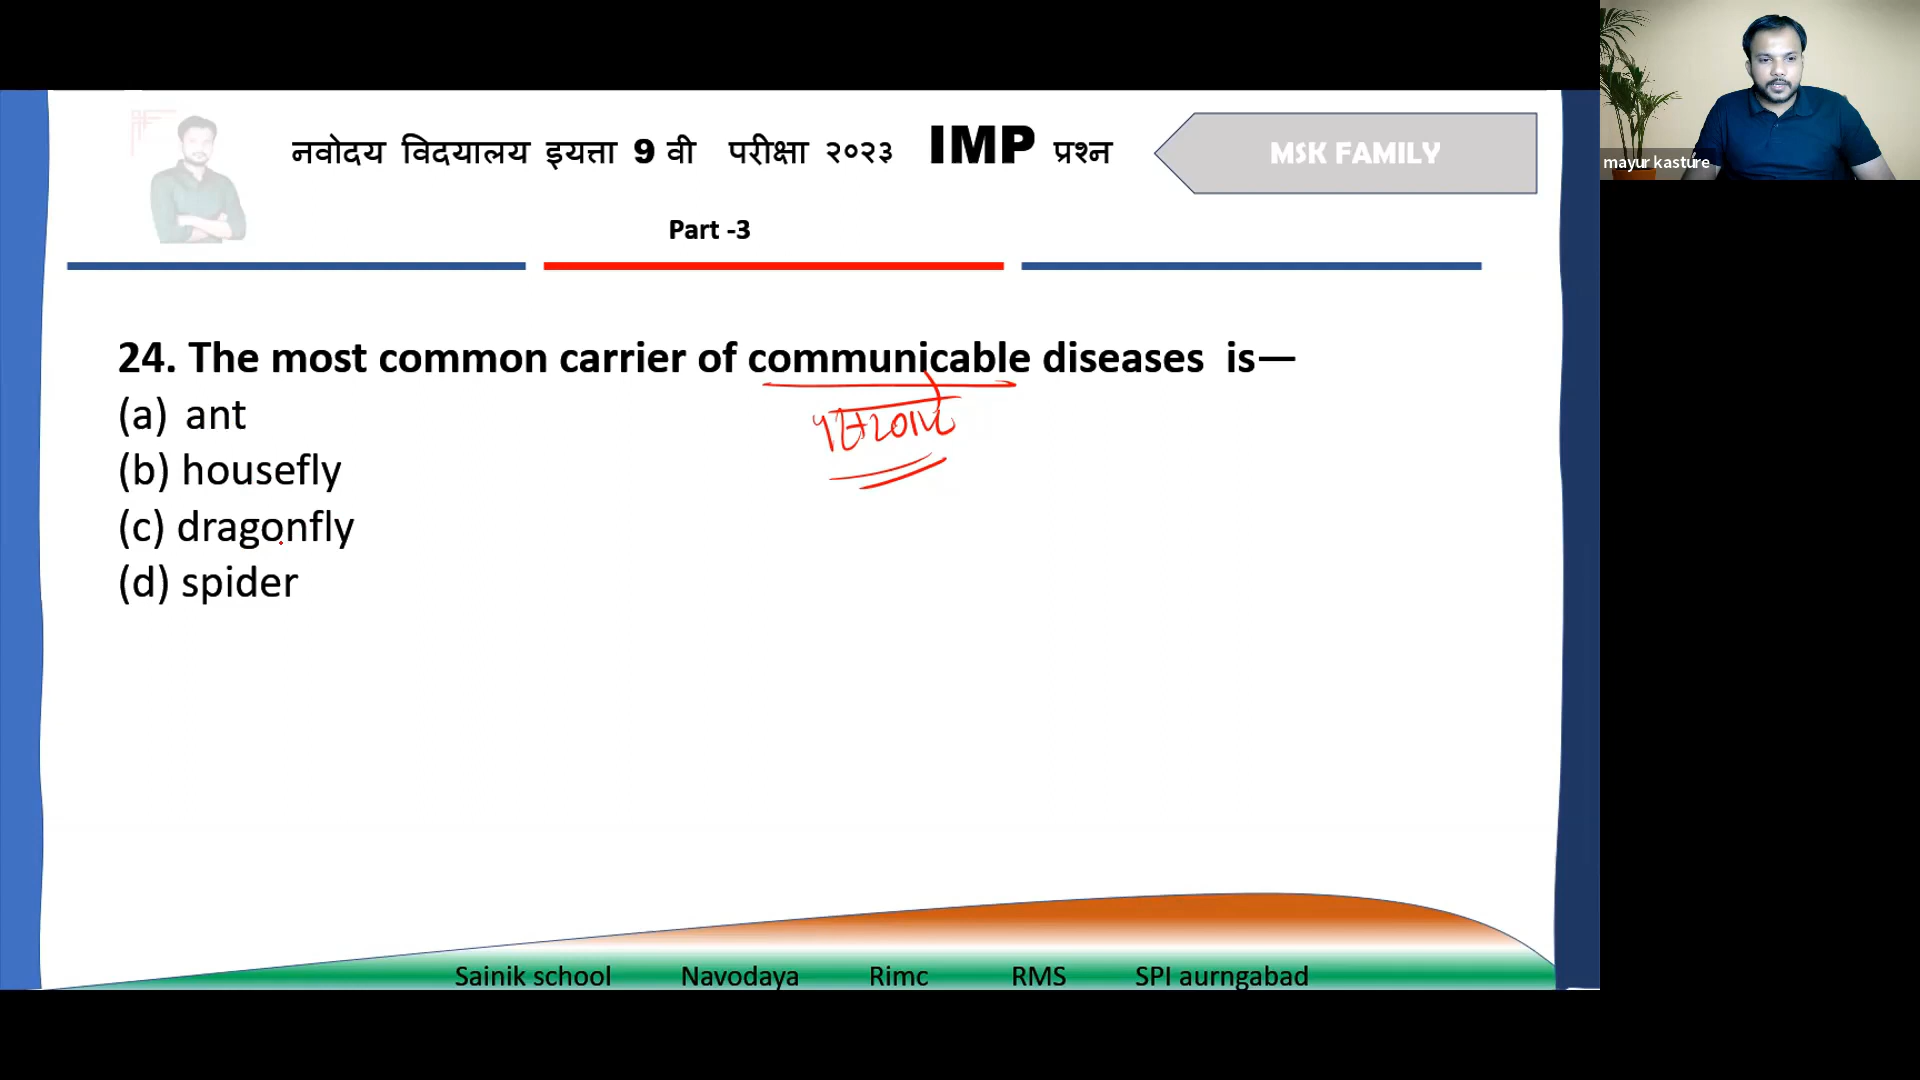 नवोदय विदयालय इयत्ता 9 वी परीक्षा २०२३ IMP प्रश्न
MSK FAMILY
mayur kasture
Part -3
24. The most common carrier of communicable diseases is—
(a) ant
(b) housefly
(c) dragonfly
(d) spider
Sainik school Navodaya Rimc RMS SPI aurngabad